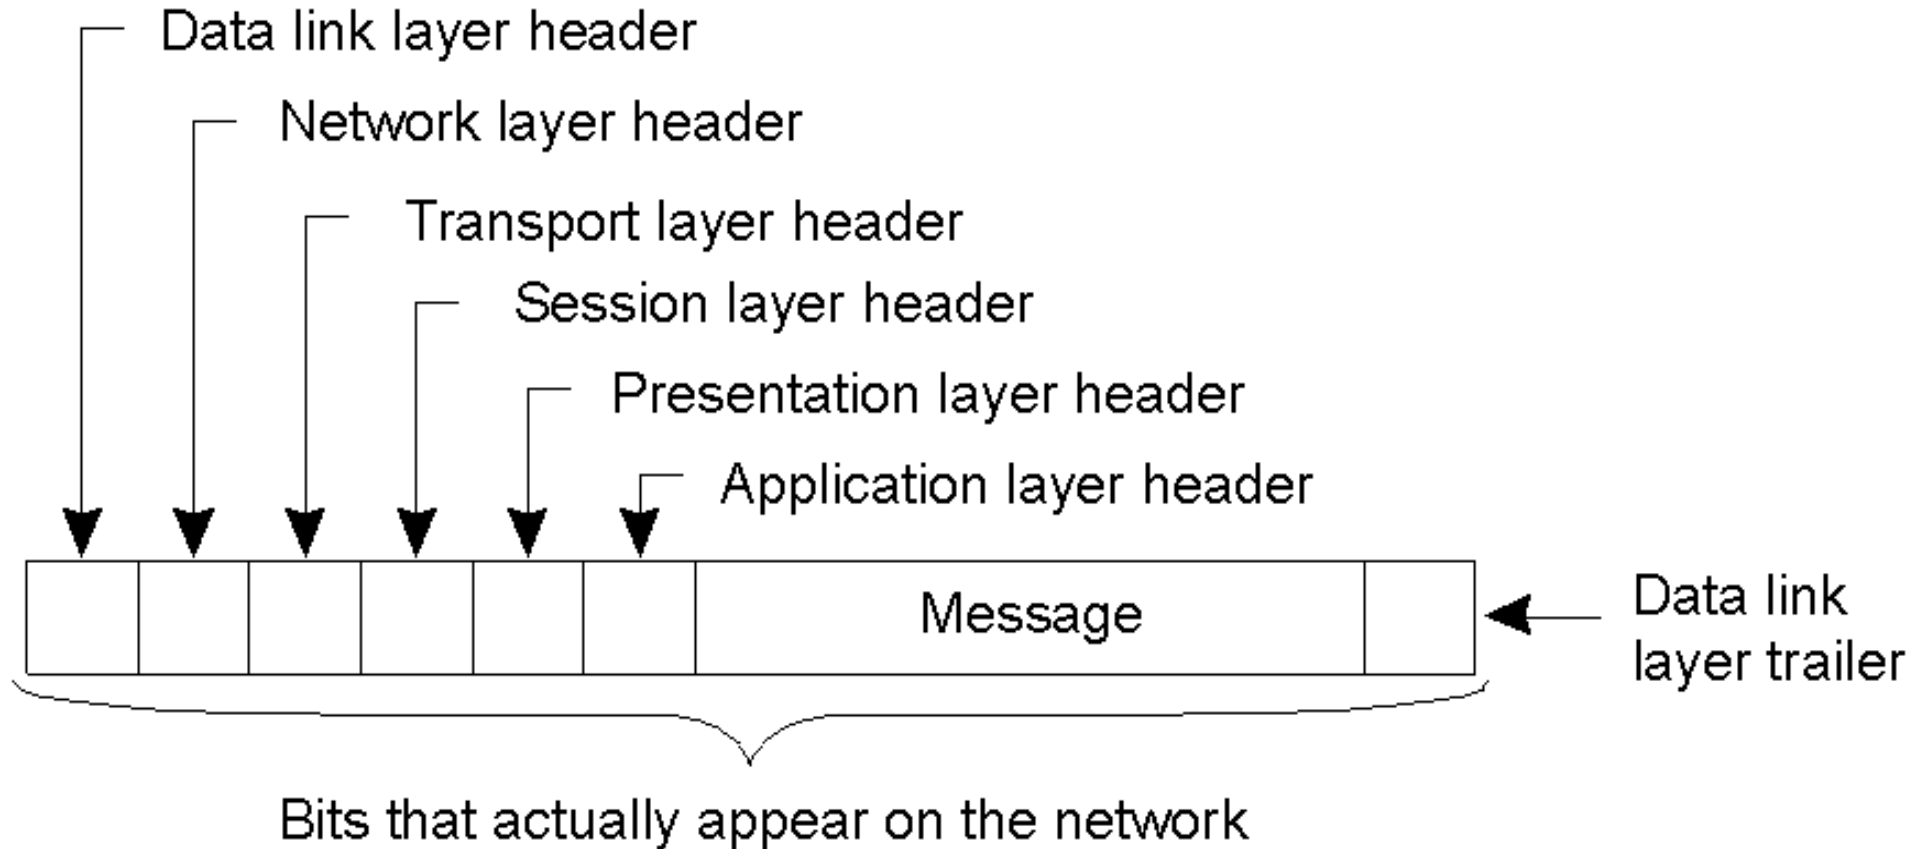 Data link layer header
Network layer header
Transport layer header
Session layer header
Presentation layer header
Application layer header
Message
Data link
layer trailer
Bits that actually appear on the network